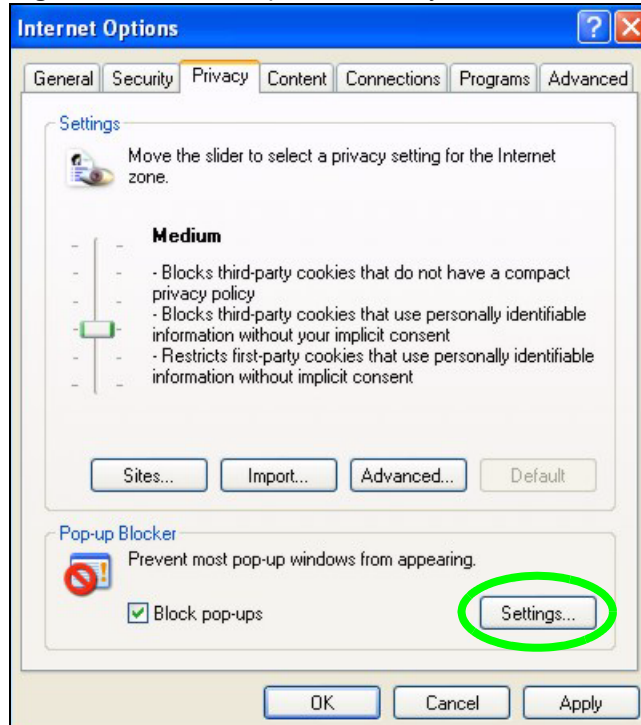 Internet Options
General Security Privacy Content Connections Programs Advanced
Settings
Move the slider to select a privacy setting for the Internet
zone.
Medium
- Blocks third-party cookies that do not have a compact
privacy policy
- Blocks third-party cookies that use personally identifiable
information without your implicit consent
- Restricts first-party cookies that use personally identifiable
information without implicit consent
Sites... Import... Advanced... Default
Pop-up Blocker
Prevent most pop-up windows from appearing.
Block pop-ups Settings...
OK Cancel Apply